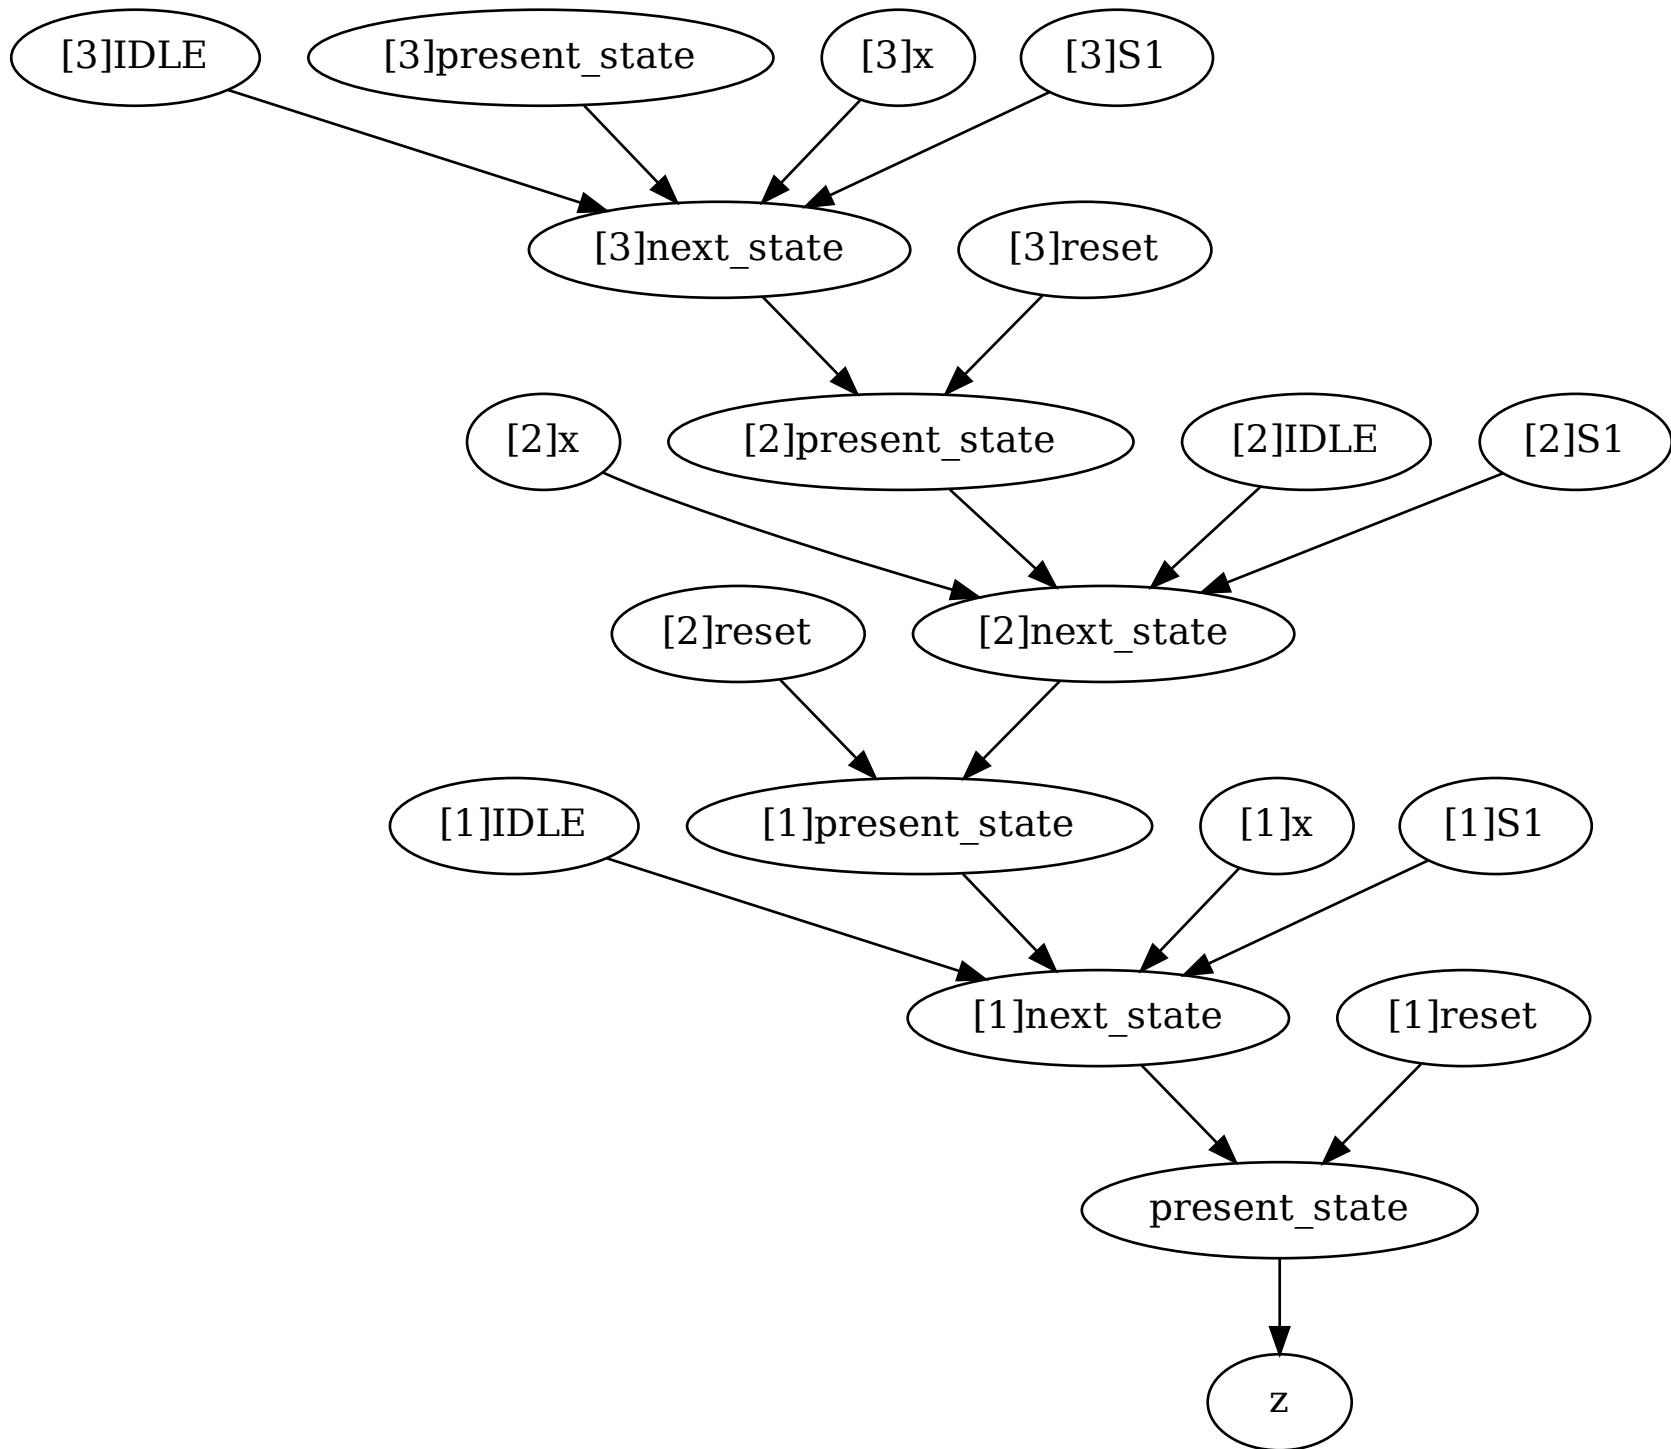 [3]IDLE
[3]present_state
[3]x
[3]S1
[3]next_state
[3]reset
[2]x
[2]present_state
[2]IDLE
[2]S1
[2]reset
[2]next_state
[1]IDLE
[1]present_state
[1]x
[1]S1
[1]next_state
[1]reset
present_state
z